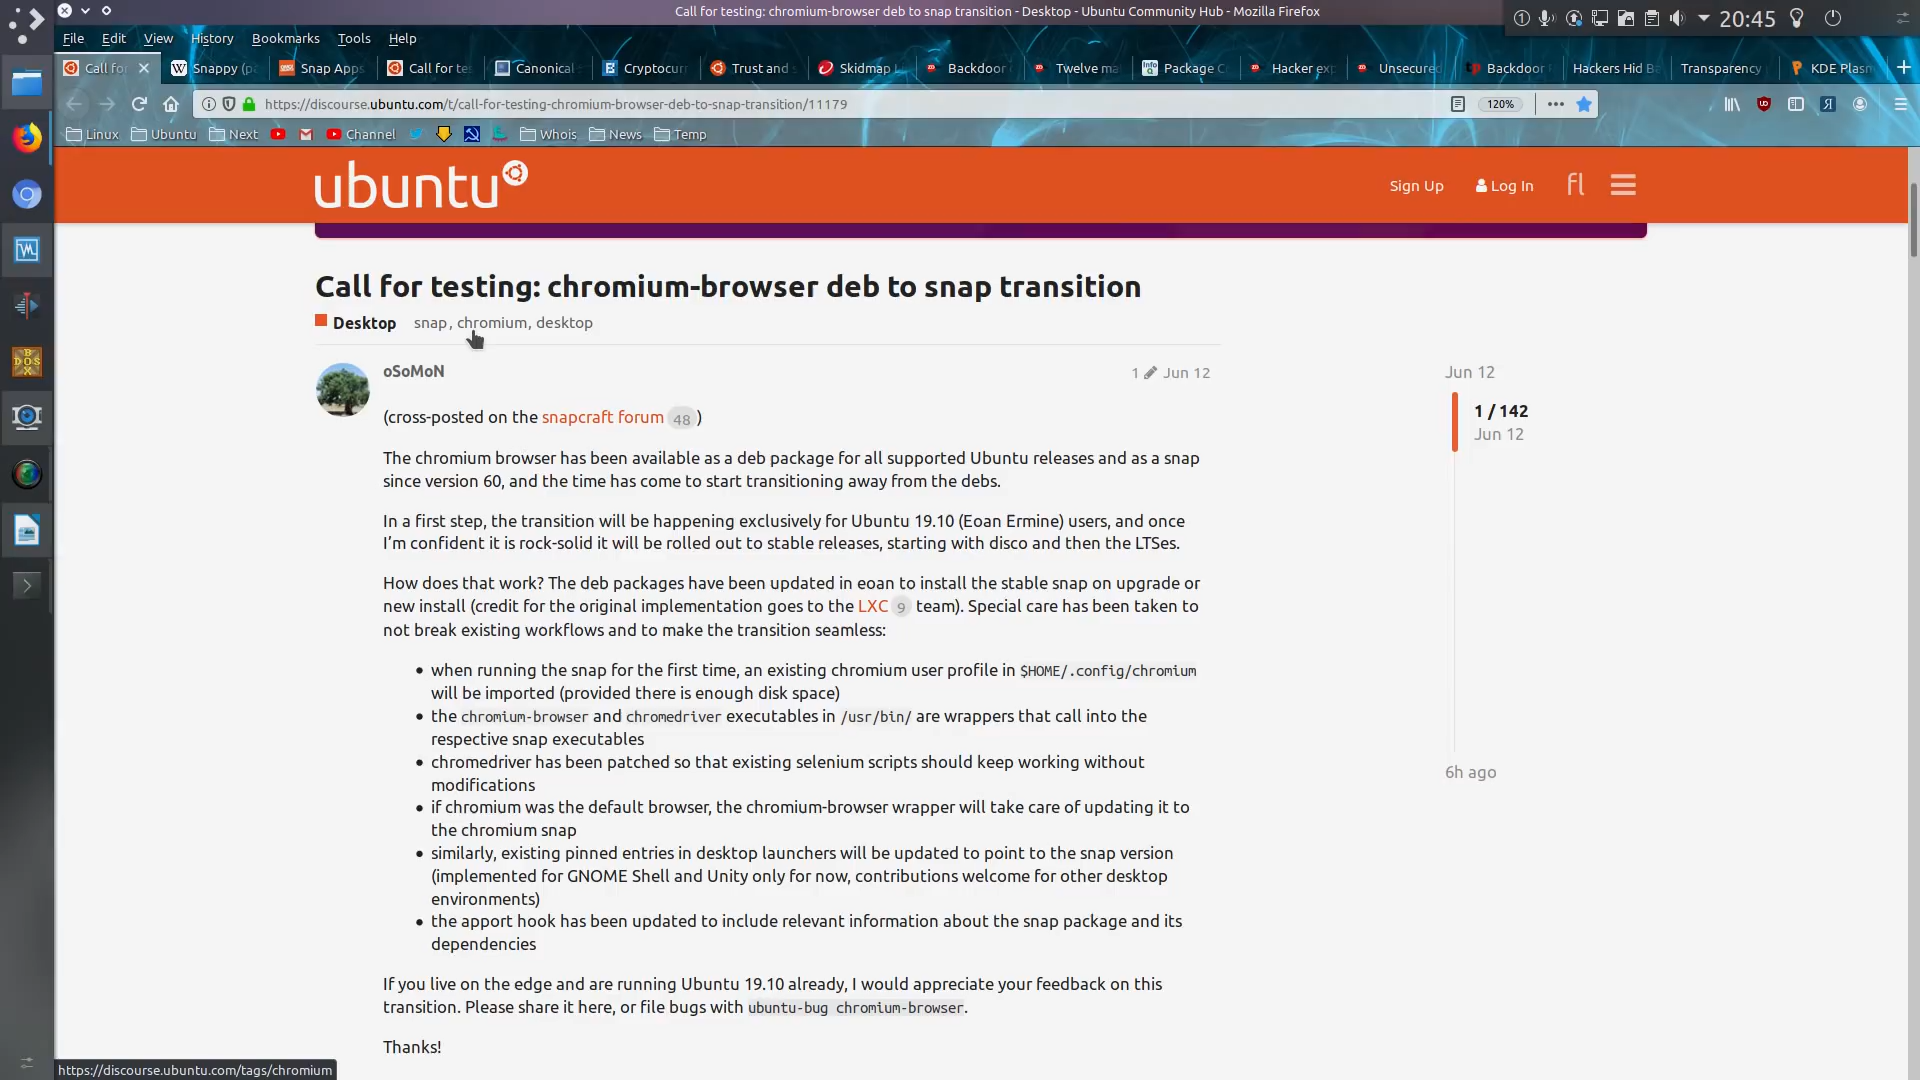 Call for testing: chromium-browser deb to snap transition - Desktop - Ubuntu Community Hub - Mozilla Firefox
20:45
File Edit View History Bookmarks Tools Help
Call fo
Snappy (p
Snap Apps
Call for te
Canonical
Cryptocur
Trust and
Skidmap
Backdoor
Twelve ma
Package C
Hacker ex
Unsecured
Backdoor
Hackers Hid Ba
Transparency
KDE Plasm
https://discourse.ubuntu.com/t/call-for-testing-chromium-browser-deb-to-snap-transition/11179
120%
Linux Ubuntu Next Channel Whois News Temp
ubuntu
Sign Up Log In
Call for testing: chromium-browser deb to snap transition
Desktop snap, chromium, desktop
oSoMoN
1 Jun 12
(cross-posted on the snapcraft forum 48 )
The chromium browser has been available as a deb package for all supported Ubuntu releases and as a snap
since version 60, and the time has come to start transitioning away from the debs.
In a first step, the transition will be happening exclusively for Ubuntu 19.10 (Eoan Ermine) users, and once
I’m confident it is rock-solid it will be rolled out to stable releases, starting with disco and then the LTSes.
How does that work? The deb packages have been updated in eoan to install the stable snap on upgrade or
new install (credit for the original implementation goes to the LXC 9 team). Special care has been taken to
not break existing workflows and to make the transition seamless:
• when running the snap for the first time, an existing chromium user profile in $HOME/.config/chromium
will be imported (provided there is enough disk space)
• the chromium-browser and chromedriver executables in /usr/bin/ are wrappers that call into the
respective snap executables
• chromedriver has been patched so that existing selenium scripts should keep working without
modifications
• if chromium was the default browser, the chromium-browser wrapper will take care of updating it to
the chromium snap
• similarly, existing pinned entries in desktop launchers will be updated to point to the snap version
(implemented for GNOME Shell and Unity only for now, contributions welcome for other desktop
environments)
• the apport hook has been updated to include relevant information about the snap package and its
dependencies
If you live on the edge and are running Ubuntu 19.10 already, I would appreciate your feedback on this
transition. Please share it here, or file bugs with ubuntu-bug chromium-browser.
Thanks!
Jun 12
1 / 142
Jun 12
6h ago
https://discourse.ubuntu.com/tags/chromium